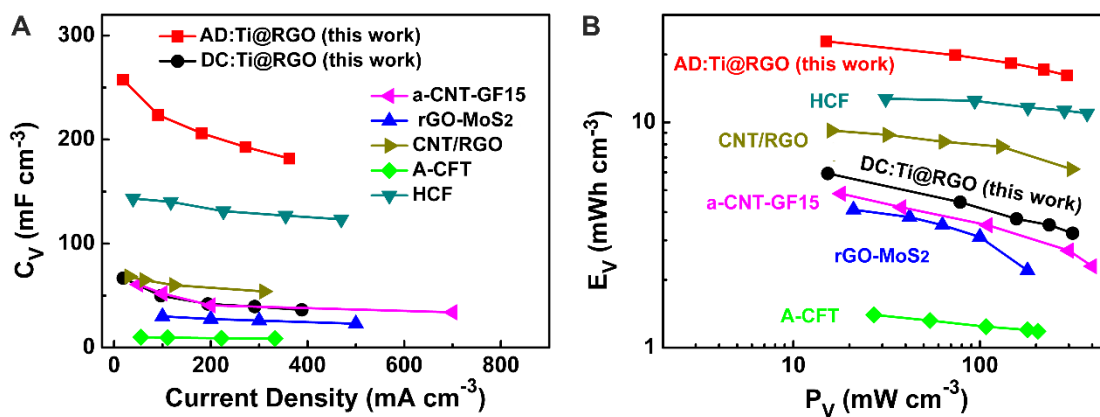 A
300
200
100
0
C_V (mF cm⁻³)
0
200
400
600
800
Current Density (mA cm⁻³)
AD:Ti@RGO (this work)
DC:Ti@RGO (this work)
a-CNT-GF15
rGO-MoS2
CNT/RGO
A-CFT
HCF
B
10
1
E_V (mWh cm⁻³)
10
100
P_V (mW cm⁻³)
AD:Ti@RGO (this work)
HCF
CNT/RGO
DC:Ti@RGO (this work)
a-CNT-GF15
rGO-MoS2
A-CFT